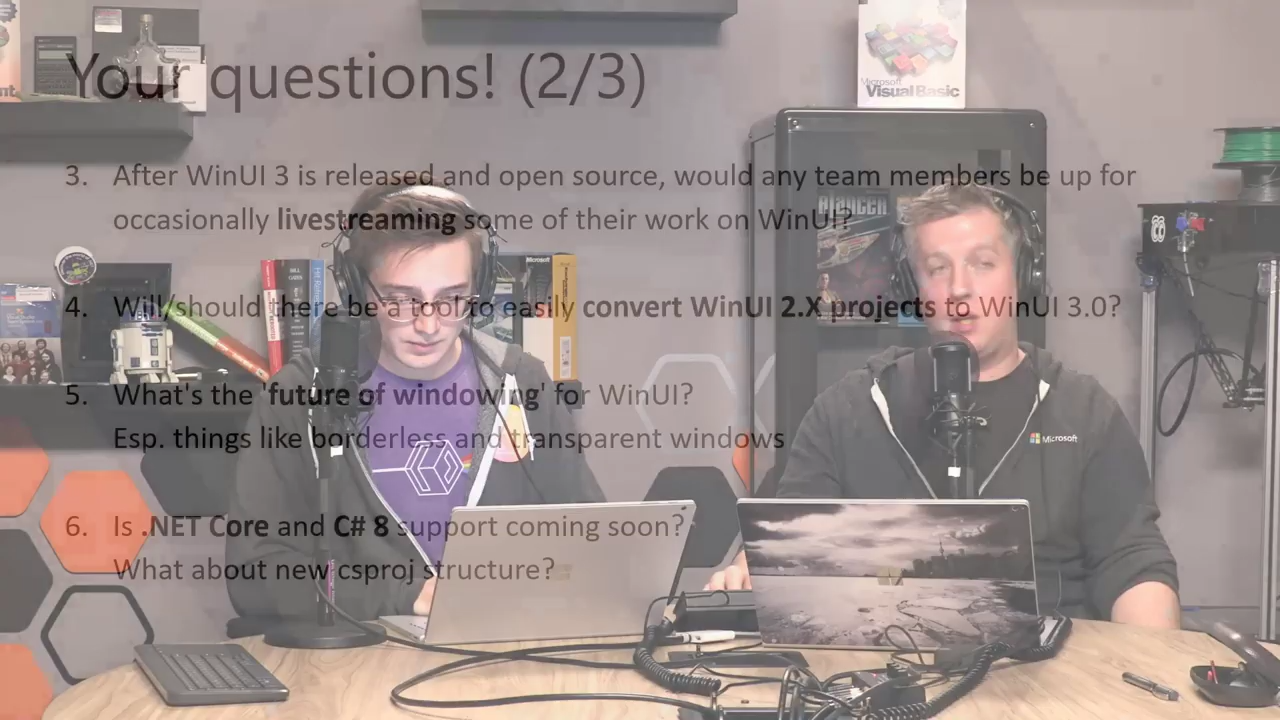 Your questions! (2/3)
Microsoft
Visual Basic
3. After WinUI 3 is released and open source, would any team members be up for
occasionally livestreaming some of their work on WinUI?
4. Will/should there be to easily convert WinUI 2.X projects to WinUI 3.0?
5. What's the 'future of windowing' for WinUI?
Esp. things like borderless and transparent windows
Microsoft
6. Is .NET Core and C# 8 support coming soon?
What about new csproj structure?